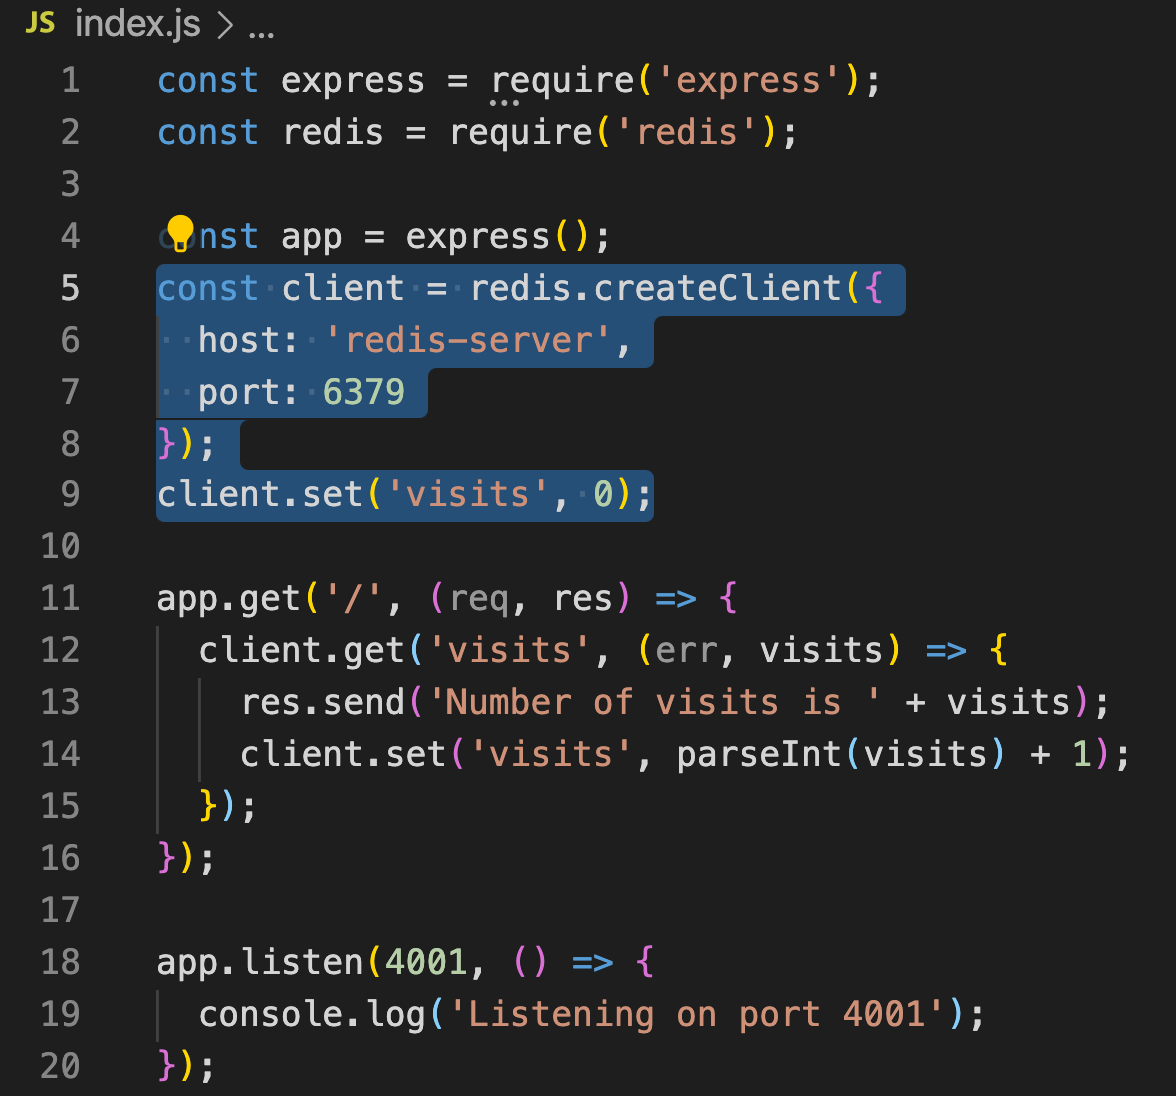 JS index.js > ...
1 const express = require('express');
2 const redis = require('redis');
3
4 const app = express();
5 const client = redis.createClient({
6   host: 'redis-server',
7   port: 6379
8 });
9 client.set('visits', 0);
10
11 app.get('/', (req, res) => {
12   client.get('visits', (err, visits) => {
13     res.send('Number of visits is ' + visits);
14     client.set('visits', parseInt(visits) + 1);
15   });
16 });
17
18 app.listen(4001, () => {
19   console.log('Listening on port 4001');
20 });